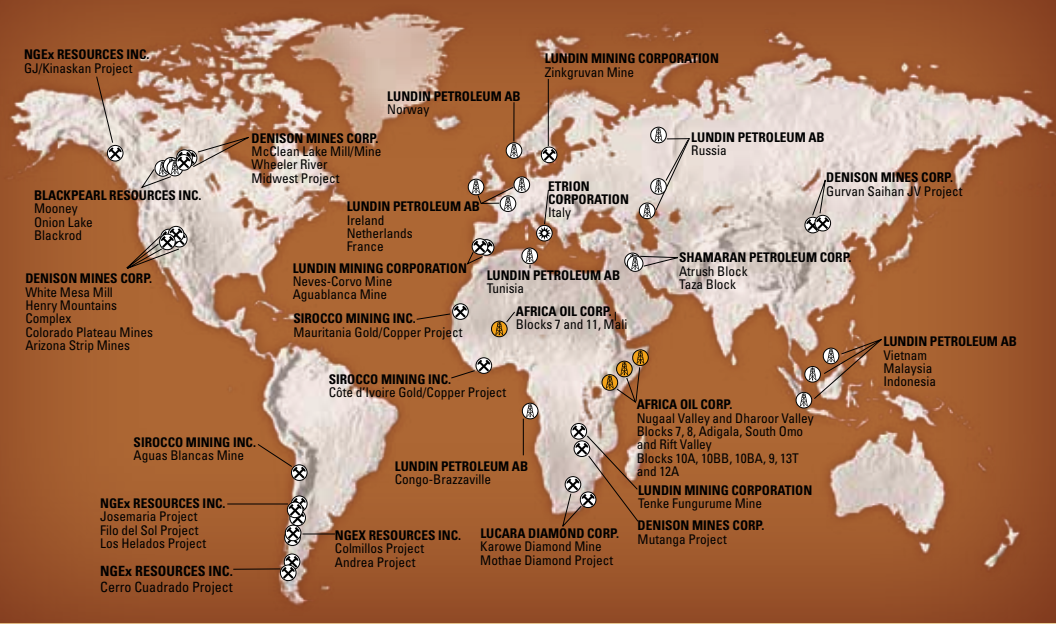 NGEx RESOURCES INC.
GJ/Kinaskan Project
LUNDIN MINING CORPORATION
Zinkgruvan Mine
LUNDIN PETROLEUM AB
Norway
DENISON MINES CORP.
McClean Lake Mill/Mine
Wheeler River
Midwest Project
LUNDIN PETROLEUM AB
Russia
DENISON MINES CORP.
Gurvan Saihan JV Project
BLACKPEARL RESOURCES INC.
Mooney
Onion Lake
Blackrod
LUNDIN PETROLEUM AB
Ireland
Netherlands
France
ETRION
CORPORATION
Italy
DENISON MINES CORP.
White Mesa Mill
Henry Mountains
Complex
Colorado Plateau Mines
Arizona Strip Mines
LUNDIN MINING CORPORATION
Neves-Corvo Mine
Aguablanca Mine
LUNDIN PETROLEUM AB
Tunisia
SHAMARAN PETROLEUM CORP.
Atrush Block
Taza Block
SIROCCO MINING INC.
Mauritania Gold/Copper Project
AFRICA OIL CORP.
Blocks 7 and 11, Mali
LUNDIN PETROLEUM AB
Vietnam
Malaysia
Indonesia
SIROCCO MINING INC.
Côte d'Ivoire Gold/Copper Project
AFRICA OIL CORP.
Nugaal Valley and Dharoor Valley
Blocks 7, 8, Adigala, South Omo
and Rift Valley
Blocks 10A, 10BB, 10BA, 9, 13T
and 12A
SIROCCO MINING INC.
Aguas Blancas Mine
LUNDIN PETROLEUM AB
Congo-Brazzaville
LUNDIN MINING CORPORATION
Tenke Fungurume Mine
NGEx RESOURCES INC.
Josemaria Project
Filo del Sol Project
Los Helados Project
NGEX RESOURCES INC.
Colmillos Project
Andrea Project
LUCARA DIAMOND CORP.
Karowe Diamond Mine
Mothae Diamond Project
DENISON MINES CORP.
Mutanga Project
NGEx RESOURCES INC.
Cerro Cuadrado Project